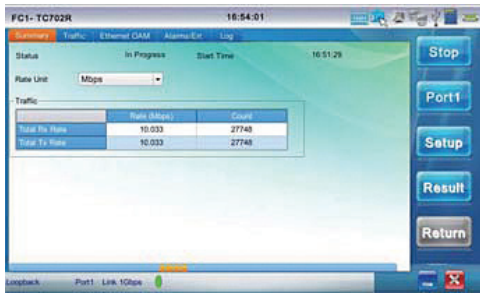 FC1- TC702R 16:54:01
Summary Traffic Ethernet OAM Alarms/Err Log
Status In Progress Start Time 16:51:29
Stop
Rate Unit Mbps
Traffic
Port1
Rate (Mbps) Count
Total Rx Rate 10.033 27748
Total Tx Rate 10.033 27748
Setup
Result
Return
Loopback Port1 Link 1Gbps